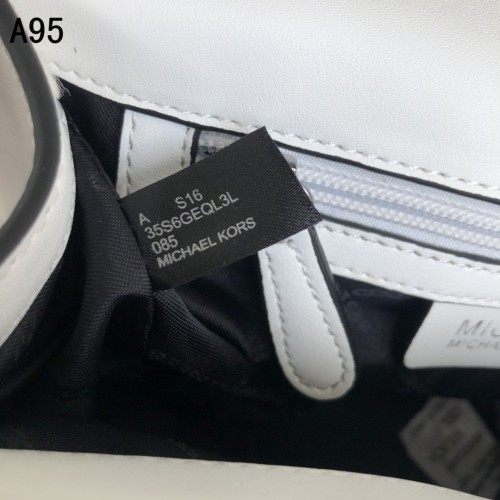 A95
A S16
35S6GEQL3L
085
MICHAEL KORS
MICHAEL